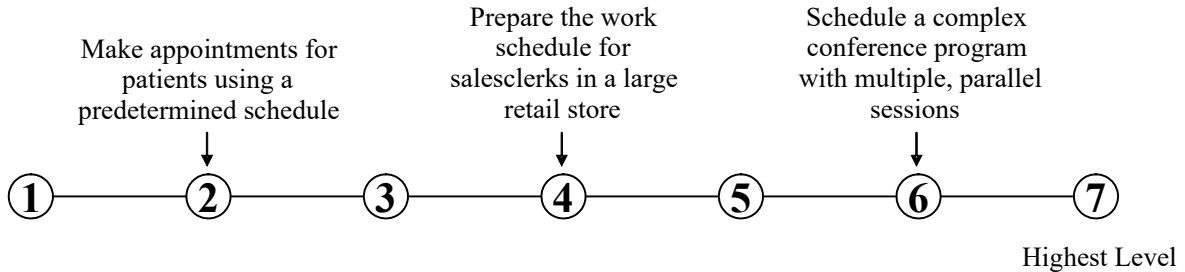 Make appointments for
patients using a
predetermined schedule
Prepare the work
schedule for
salesclerks in a large
retail store
Schedule a complex
conference program
with multiple, parallel
sessions
1 2 3 4 5 6 7
Highest Level